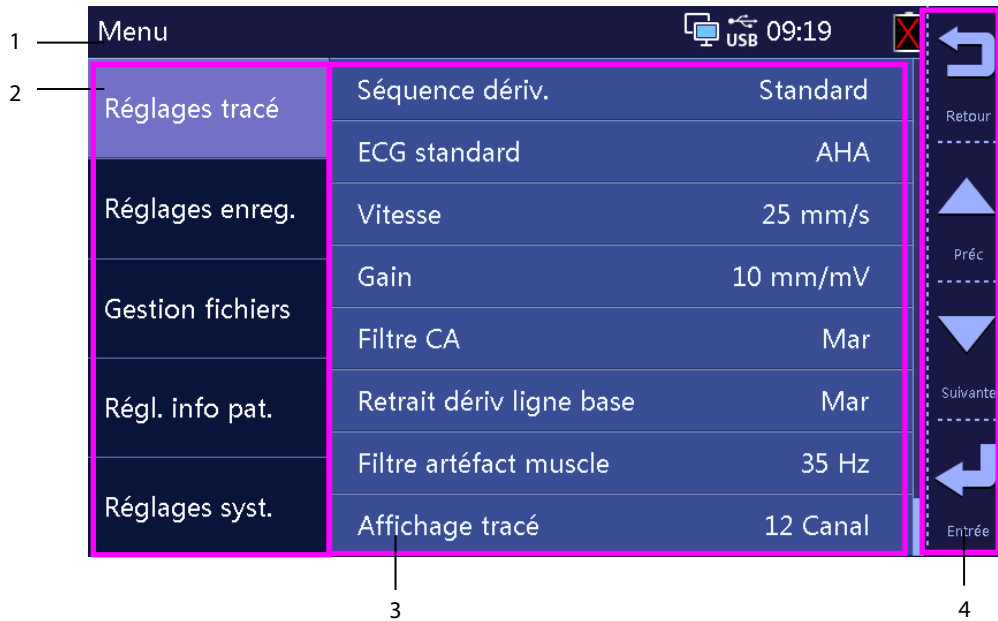 1
Menu
USB 09:19
2
Réglages tracé
Réglages enreg.
Gestion fichiers
Régl. info pat.
Réglages syst.
Séquence dériv. Standard
ECG standard AHA
Vitesse 25 mm/s
Gain 10 mm/mV
Filtre CA Mar
Retrait dériv ligne base Mar
Filtre artéfact muscle 35 Hz
Affichage tracé 12 Canal
Retour
Préc
Suivante
Entrée
3
4